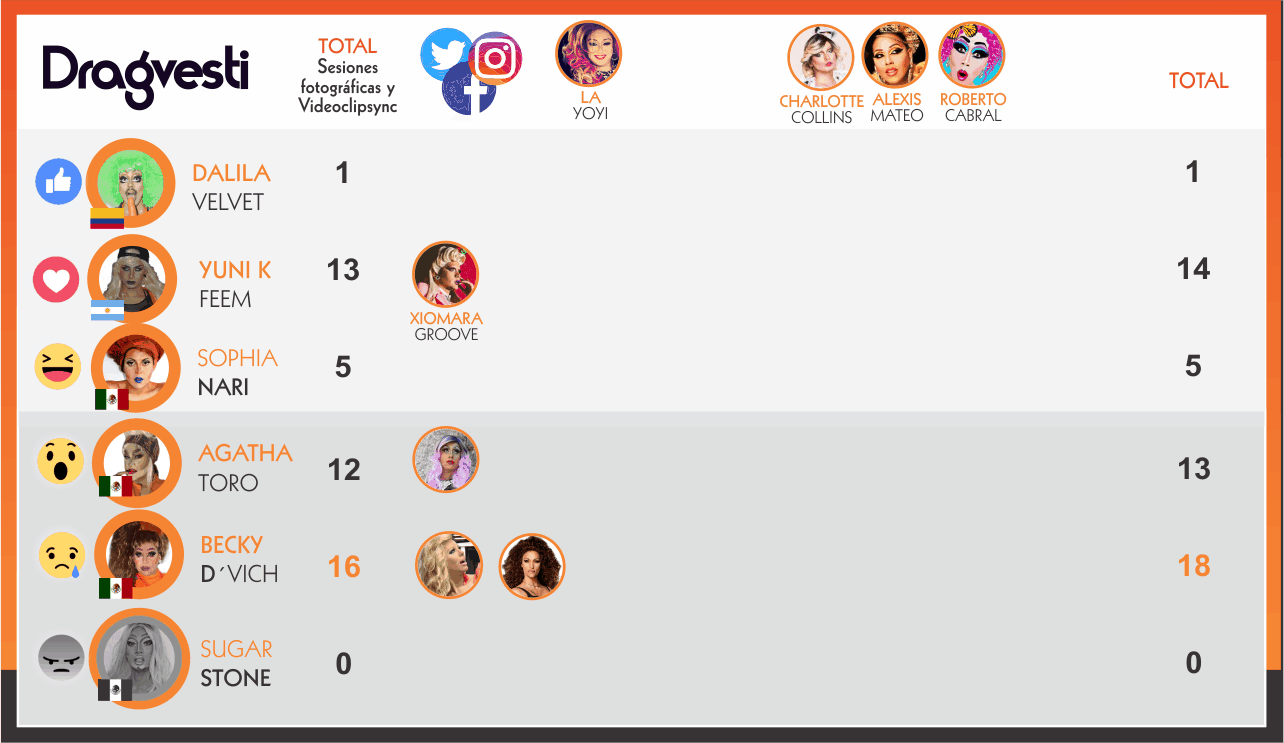 Dragvesti
TOTAL
Sesiones
fotográficas y
Videoclipsync
LA
YOYI
CHARLOTTE
COLLINS
ALEXIS
MATEO
ROBERTO
CABRAL
TOTAL
DALILA
VELVET
1
1
YUNI K
FEEM
13
XIOMARA
GROOVE
14
SOPHIA
NARI
5
5
AGATHA
TORO
12
13
BECKY
D´VICH
16
18
SUGAR
STONE
0
0